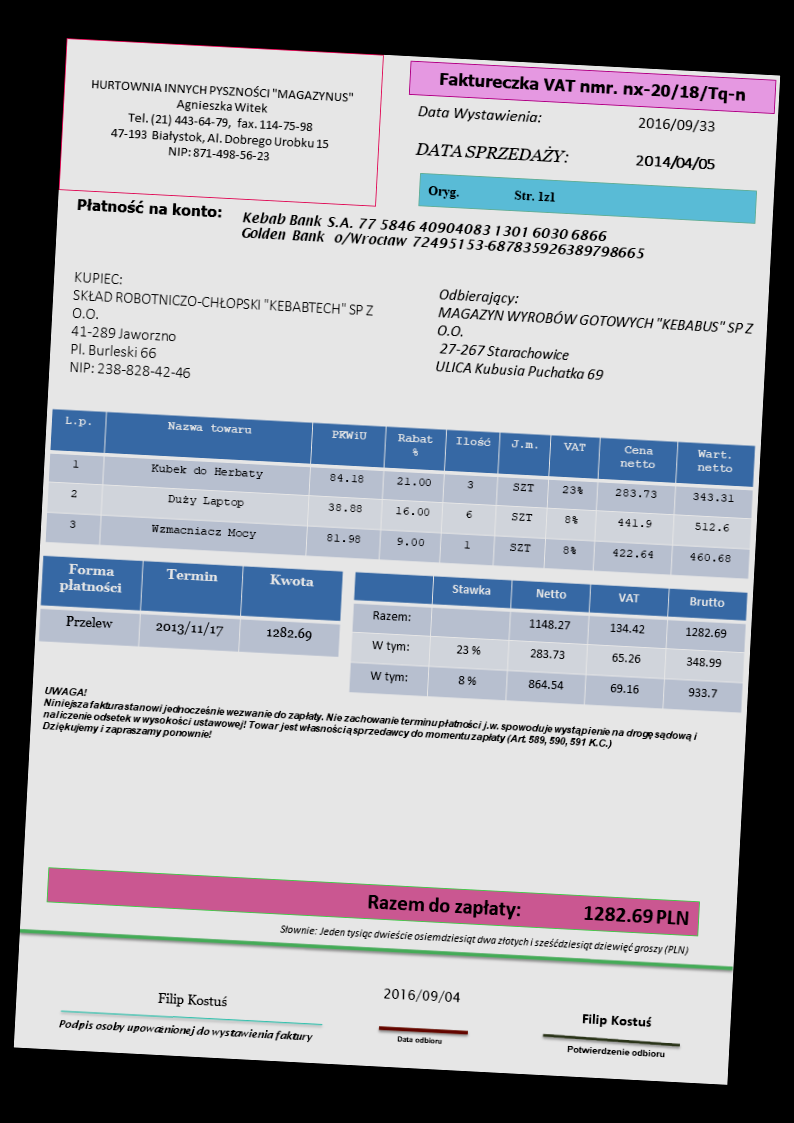 HURTOWNIA INNYCH PYSZNOŚCI "MAGAZYNUS"
Agnieszka Witek
Tel. (21) 443-64-79, fax. 114-75-98
47-193 Białystok, Al. Dobrego Urobku 15
NIP: 871-498-56-23
Faktureczka VAT nmr. nx-20/18/Tq-n
Data Wystawienia: 2016/09/33
DATA SPRZEDAŻY: 2014/04/05
Oryg. Str. 1z1
Płatność na konto: Kebab Bank S.A. 77 5846 40904083 1301 6030 6866
Golden Bank o/Wrocław 72495153-687835926389798665
KUPIEC:
SKŁAD ROBOTNICZO-CHŁOPSKI "KEBABTECH" SP Z
O.O.
41-289 Jaworzno
Pl. Burleski 66
NIP: 238-828-42-46
Odbierający:
MAGAZYN WYROBÓW GOTOWYCH "KEBABUS" SP Z
O.O.
27-267 Starachowice
ULICA Kubusia Puchatka 69
L.p. Nazwa towaru PKWiU Rabat % Ilość J.m. VAT Cena netto Wart. netto
1 Kubek do Herbaty 84.18 21.00 3 SZT 23% 283.73 343.31
2 Duży Laptop 38.88 16.00 6 SZT 8% 441.9 512.6
3 Wzmacniacz Mocy 81.98 9.00 1 SZT 8% 422.64 460.68
Forma płatności Termin Kwota
Przelew 2013/11/17 1282.69
Stawka Netto VAT Brutto
Razem: 1148.27 134.42 1282.69
W tym: 23 % 283.73 65.26 348.99
W tym: 8 % 864.54 69.16 933.7
UWAGA!
Niniejsza faktura stanowi jednocześnie wezwanie do zapłaty. Nie zachowanie terminu płatności j.w. spowoduje wystąpienie na drogę sądową i
naliczenie odsetek w wysokości ustawowej! Towar jest własnością sprzedawcy do momentu zapłaty (Art. 589, 590, 591 K.C.)
Dziękujemy i zapraszamy ponownie!
Razem do zapłaty: 1282.69 PLN
Słownie: Jeden tysiąc dwieście osiemdziesiąt dwa złotych i sześćdziesiąt dziewięć groszy (PLN)
Filip Kostuś
Podpis osoby upoważnionej do wystawienia faktury
2016/09/04
Data odbioru
Filip Kostuś
Potwierdzenie odbioru